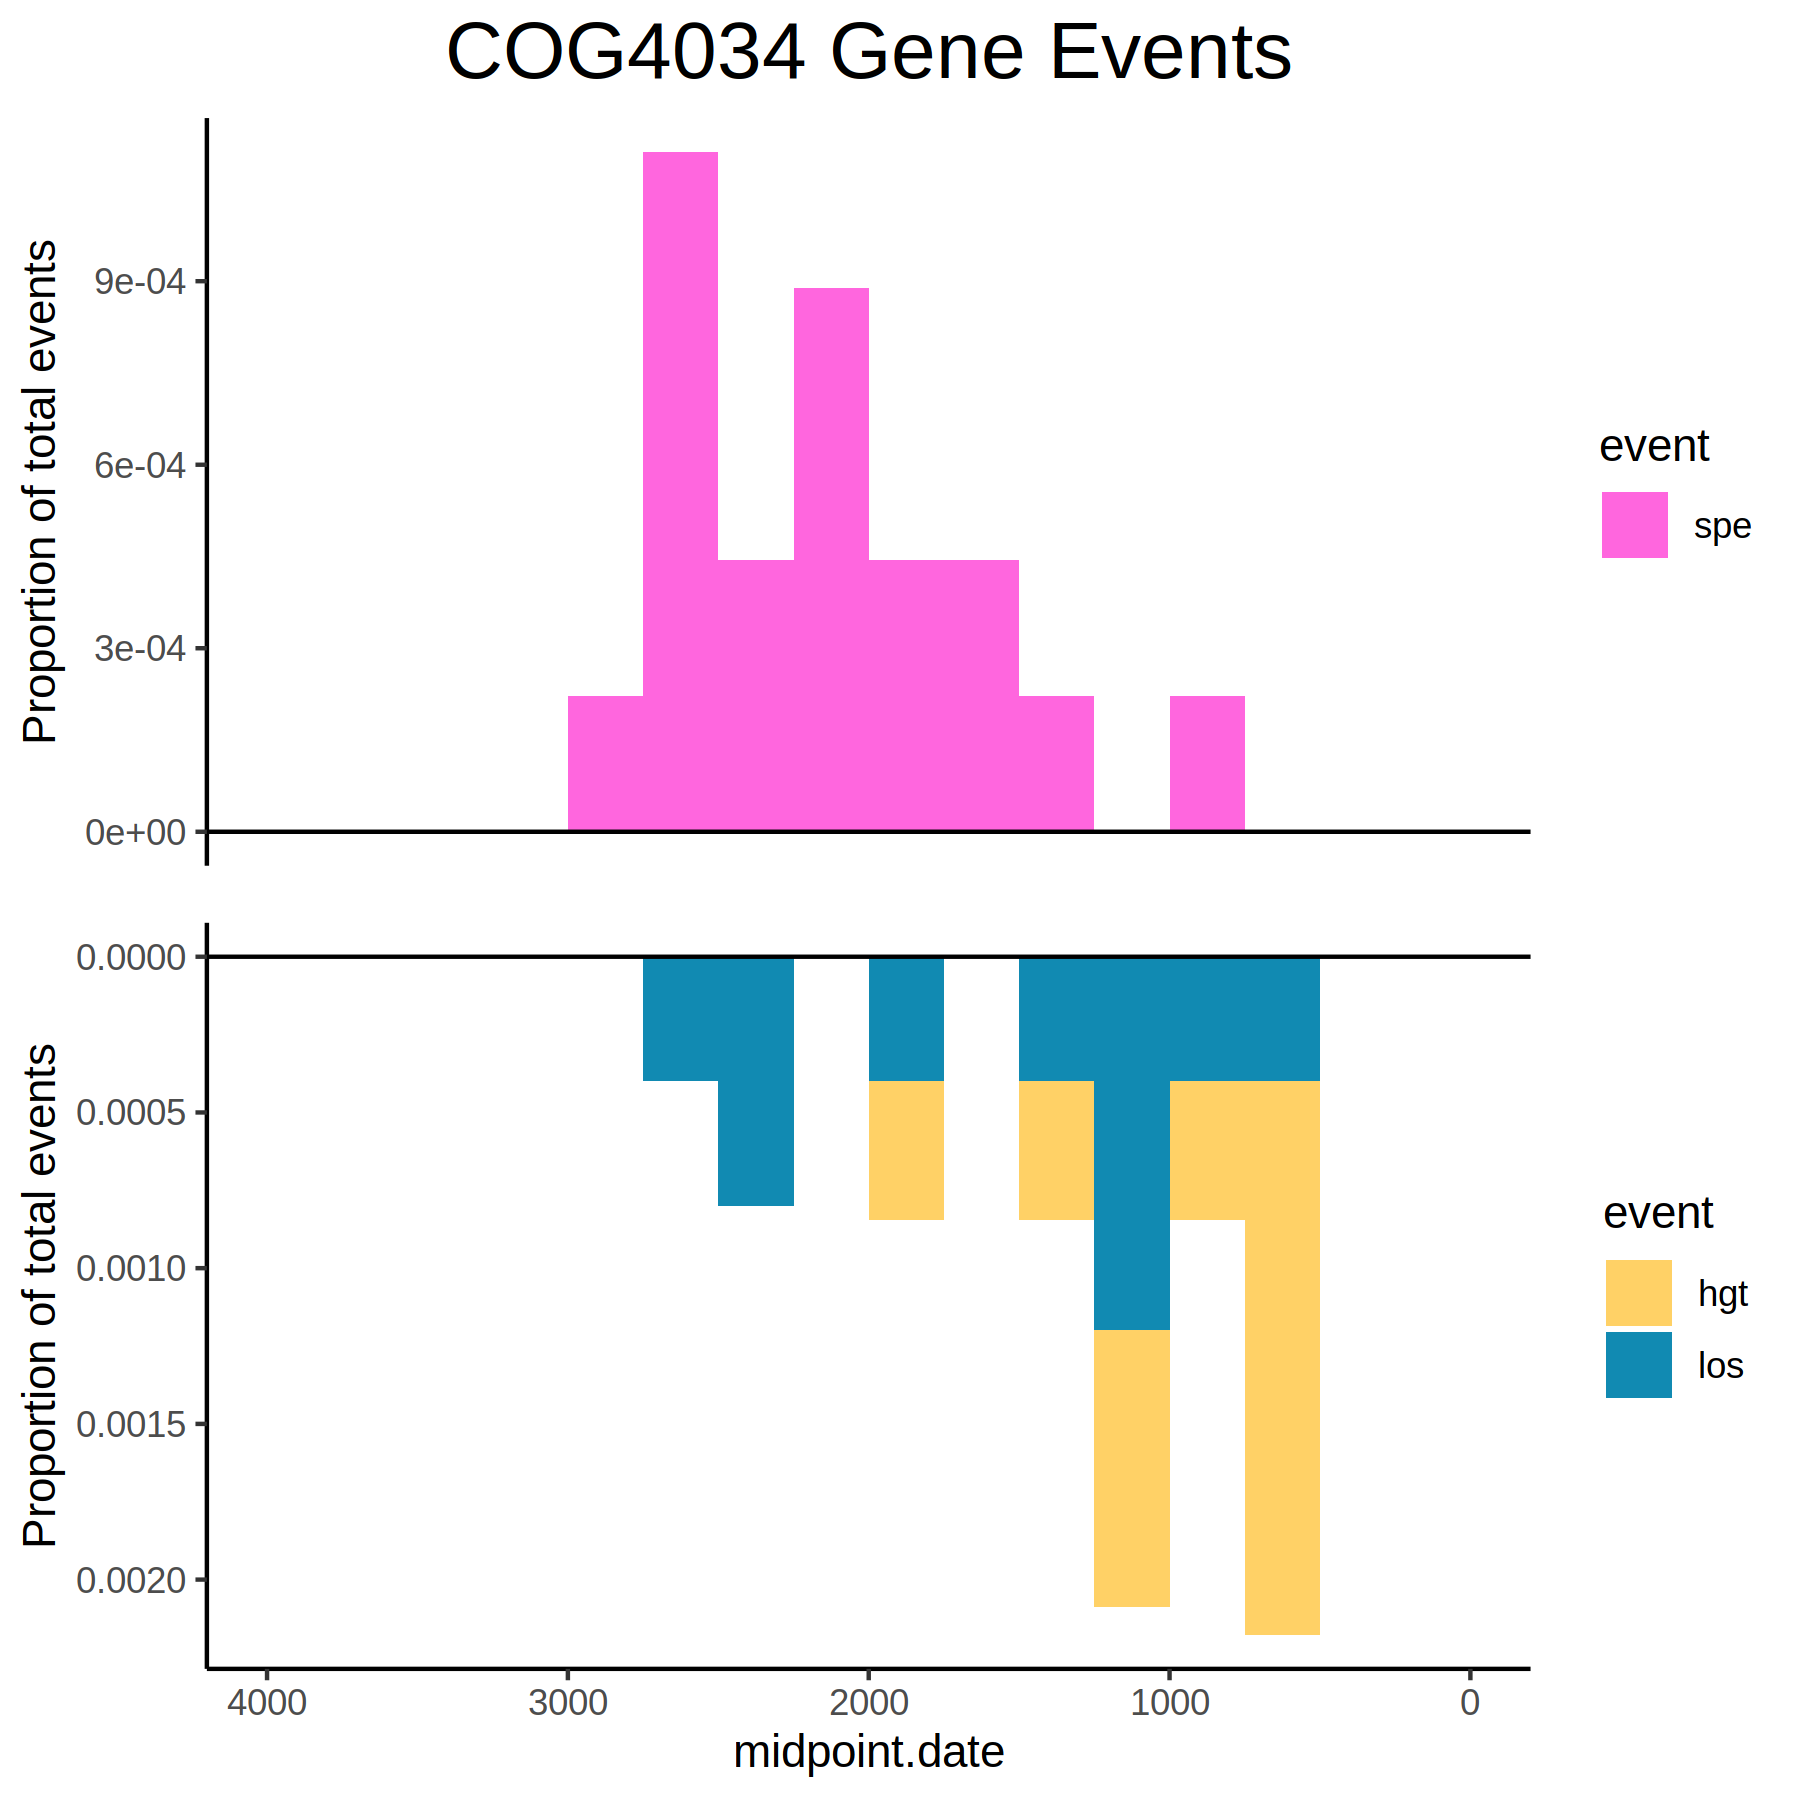 COG4034 Gene Events
Proportion of total events
9e-04
6e-04
3e-04
0e+00
event
spe
Proportion of total events
0.0000
0.0005
0.0010
0.0015
0.0020
event
hgt
los
4000 3000 2000 1000 0
midpoint.date